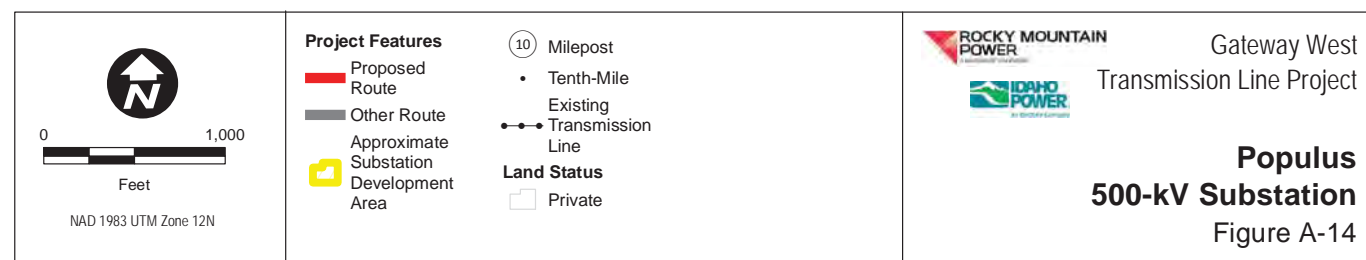 N
0 1,000
Feet
NAD 1983 UTM Zone 12N
Project Features
Proposed
Route
Other Route
Approximate
Substation
Development
Area
10 Milepost
Tenth-Mile
Existing
Transmission
Line
Land Status
Private
ROCKY MOUNTAIN
POWER
IDAHO
POWER
Gateway West
Transmission Line Project
Populus
500-kV Substation
Figure A-14